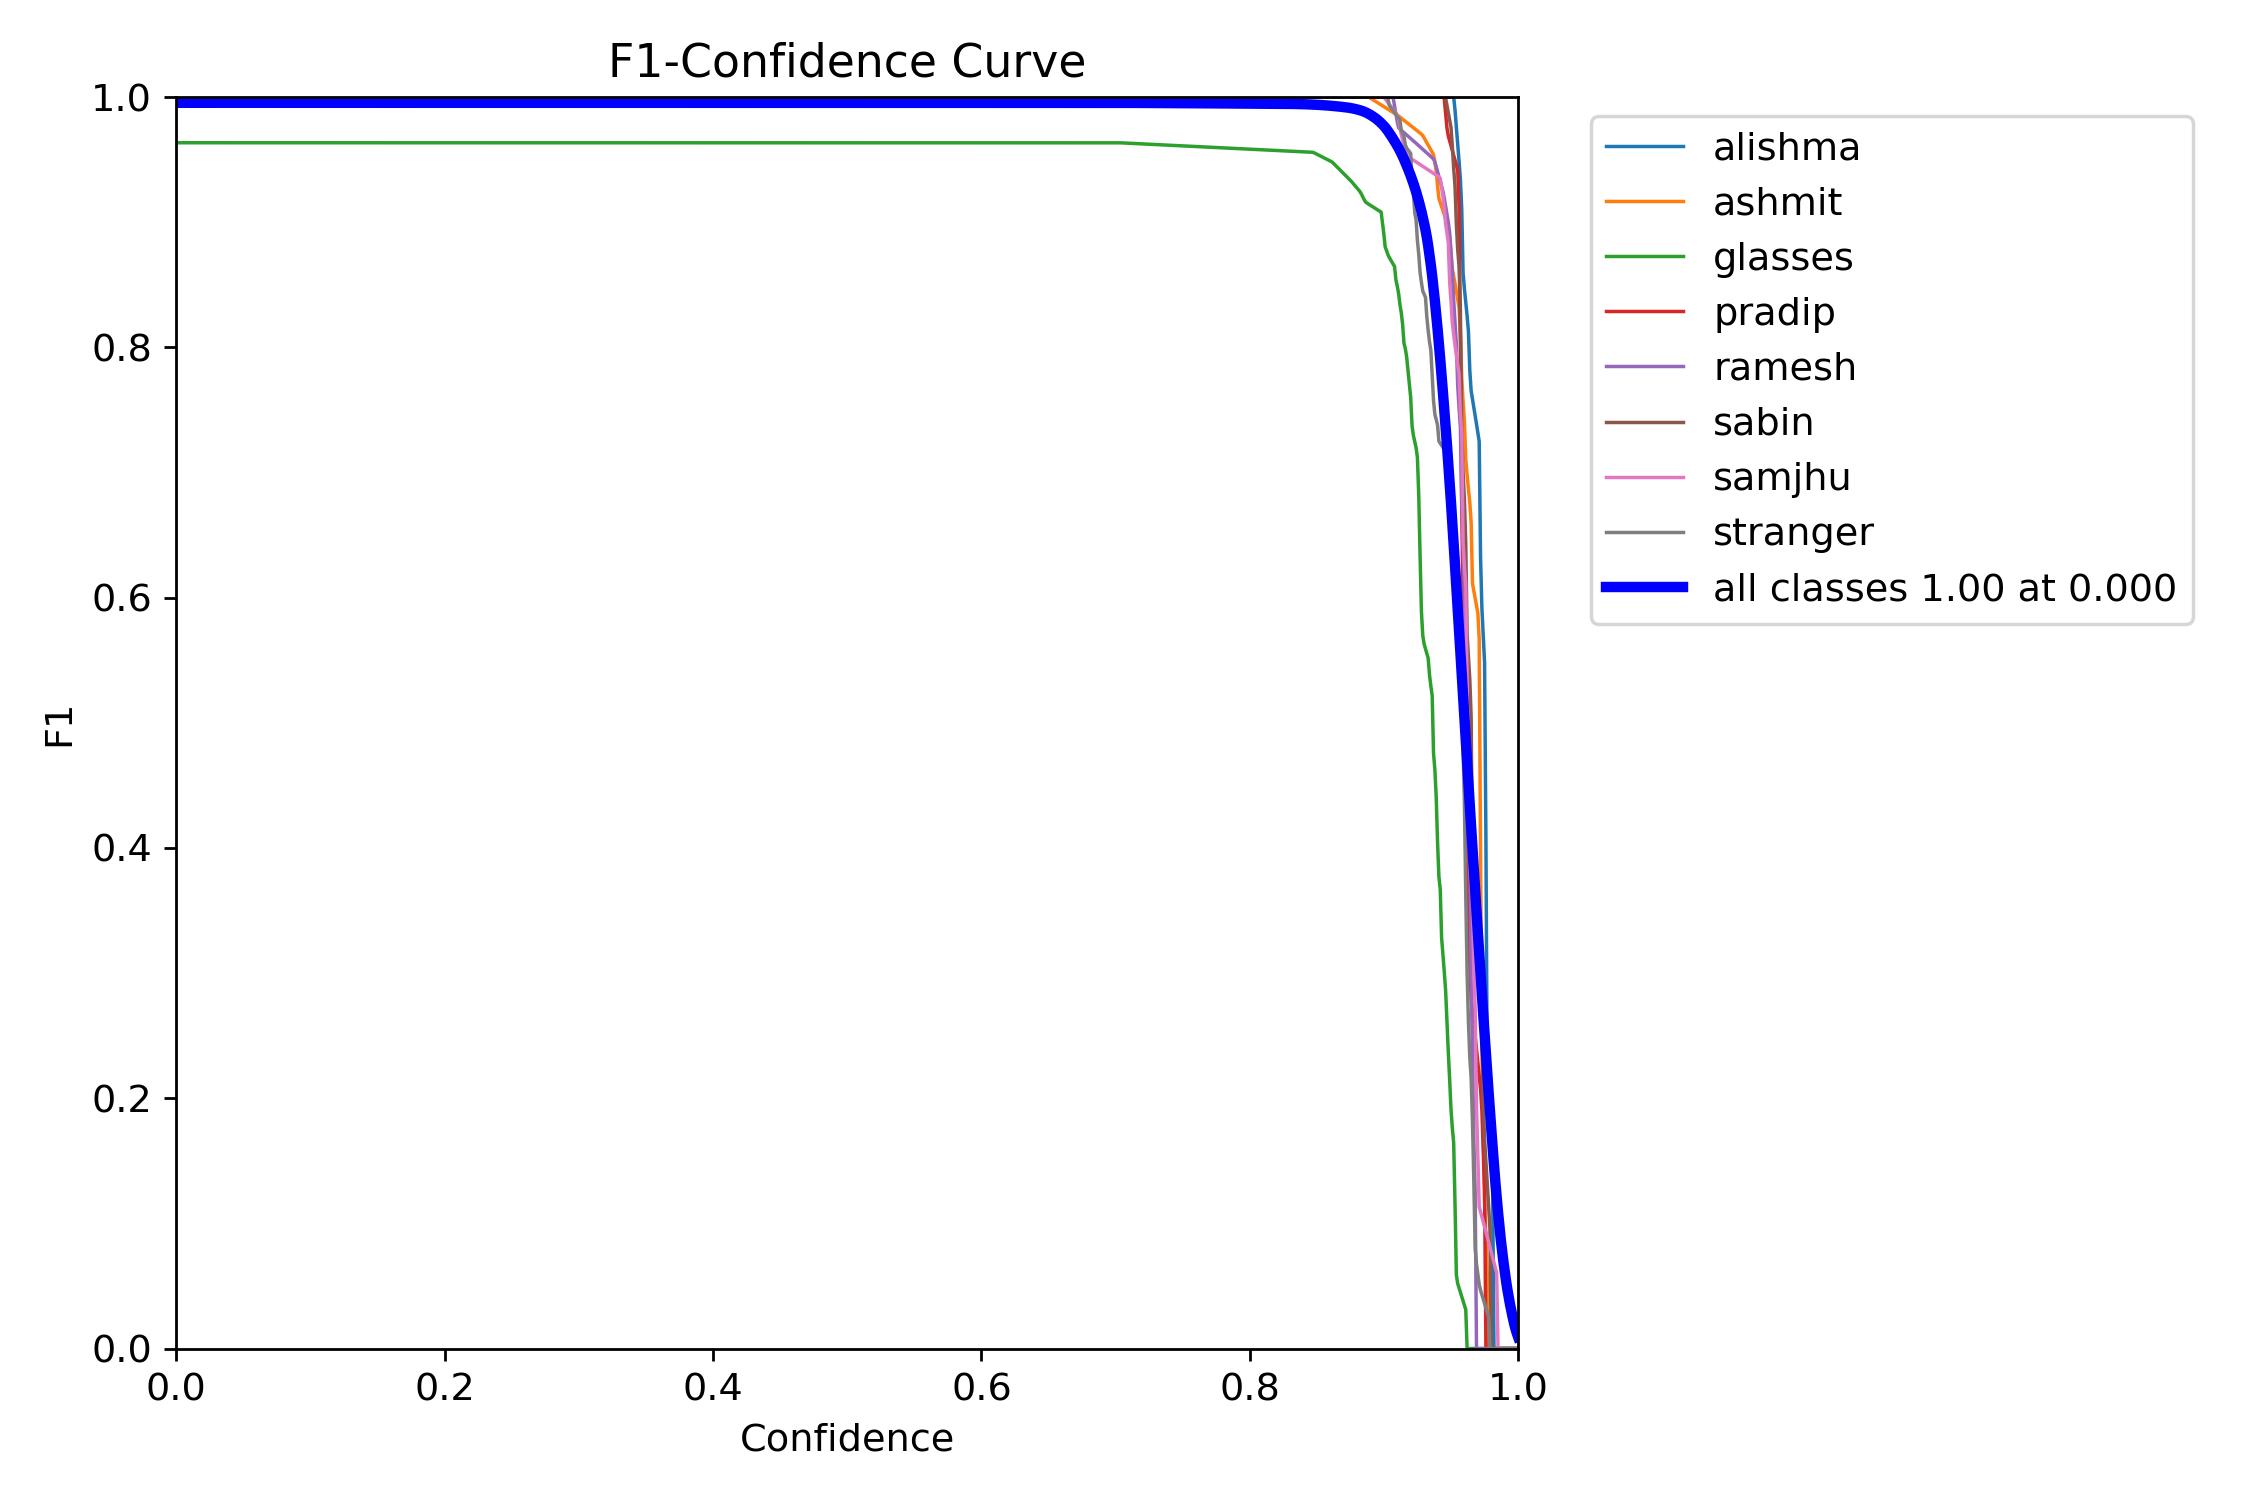 F1-Confidence Curve
1.0
0.8
0.6
0.4
0.2
0.0
F1
0.0 0.2 0.4 0.6 0.8 1.0
Confidence
alishma
ashmit
glasses
pradip
ramesh
sabin
samjhu
stranger
all classes 1.00 at 0.000